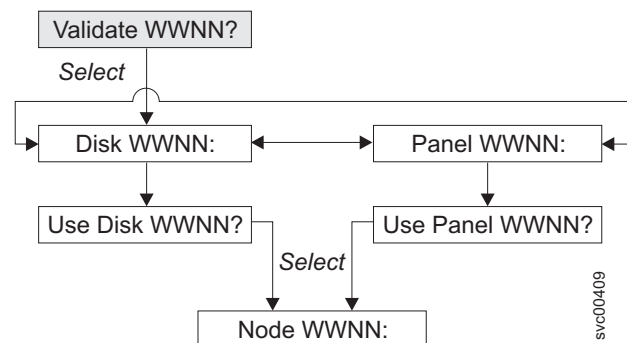 Validate WWNN?
Select
Disk WWNN:
Panel WWNN:
Use Disk WWNN?
Use Panel WWNN?
Select
Node WWNN:
svc00409